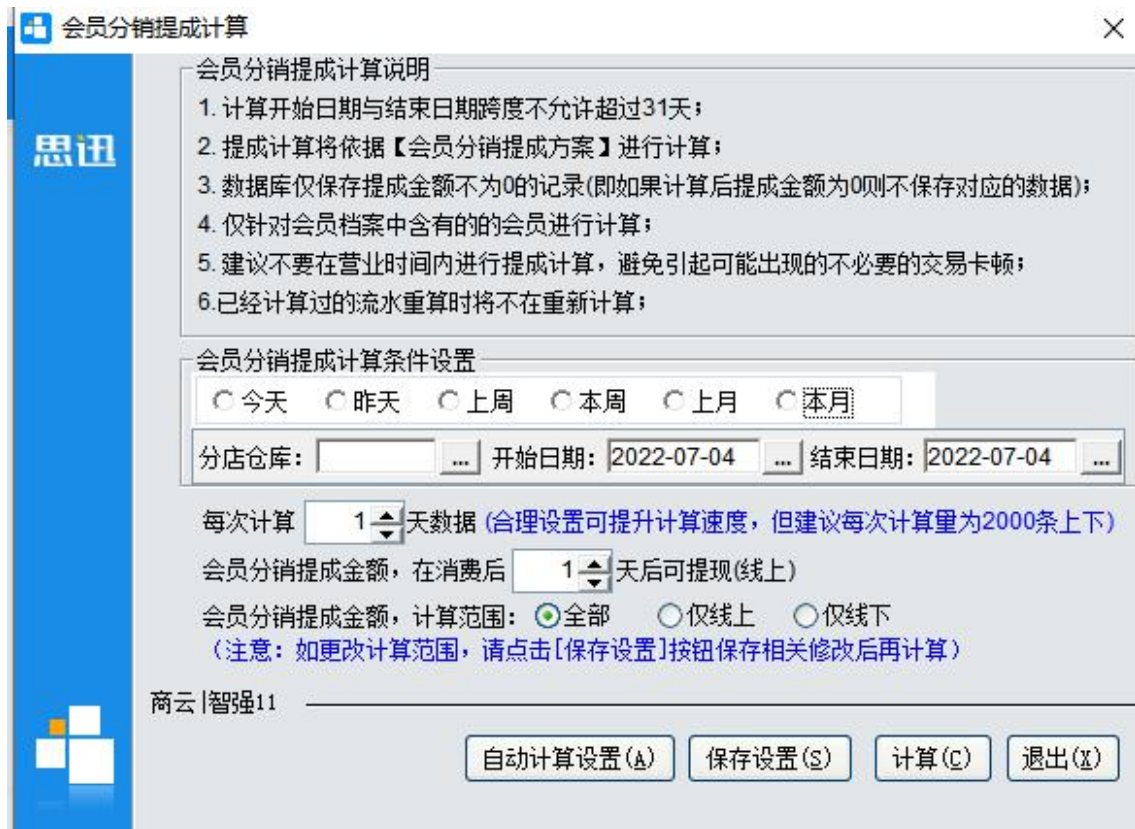 会员分销提成计算
思迅
会员分销提成计算说明
1. 计算开始日期与结束日期跨度不允许超过31天；
2. 提成计算将依据【会员分销提成方案】进行计算；
3. 数据库仅保存提成金额不为0的记录(即如果计算后提成金额为0则不保存对应的数据)；
4. 仅针对会员档案中含有的的会员进行计算；
5. 建议不要在营业时间内进行提成计算，避免引起可能出现的不必要的交易卡顿；
6.已经计算过的流水重算时将不在重新计算；
会员分销提成计算条件设置
今天 昨天 上周 本周 上月 本月
分店仓库： ... 开始日期：2022-07-04 ... 结束日期：2022-07-04 ...
每次计算 1 天数据 (合理设置可提升计算速度，但建议每次计算量为2000条上下)
会员分销提成金额，在消费后 1 天后可提现(线上)
会员分销提成金额，计算范围： 全部 仅线上 仅线下
（注意：如更改计算范围，请点击[保存设置]按钮保存相关修改后再计算）
商云|智强11
自动计算设置(A) 保存设置(S) 计算(C) 退出(X)